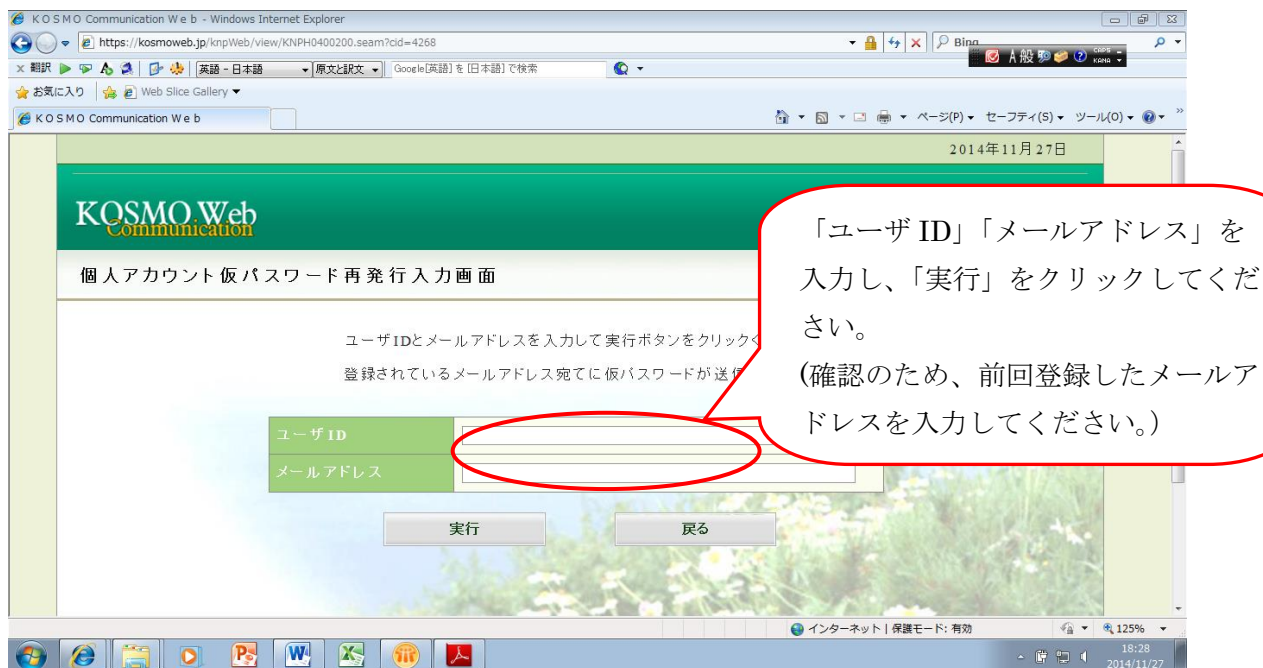 KOSMO Communication Ｗｅｂ - Windows Internet Explorer
https://kosmoweb.jp/knpWeb/view/KNPH0400200.seam?cid=4268
Bing
A 般
CAPS
KANA
× 翻訳
英語 - 日本語
原文と訳文
Google[英語] を [日本語] で検索
お気に入り
Web Slice Gallery
KOSMO Communication Ｗｅｂ
ページ(P)
セーフティ(S)
ツール(O)
2014年11月27日
KOSMO Web
Communication
個人アカウント仮パスワード再発行入力画面
ユーザIDとメールアドレスを入力して実行ボタンをクリック
登録されているメールアドレス宛てに仮パスワードが送
「ユーザ ID」「メールアドレス」を
入力し、「実行」をクリックしてくだ
さい。
(確認のため、前回登録したメールア
ドレスを入力してください。)
ユーザID
メールアドレス
実行
戻る
インターネット | 保護モード: 有効
125%
18:28
2014/11/27